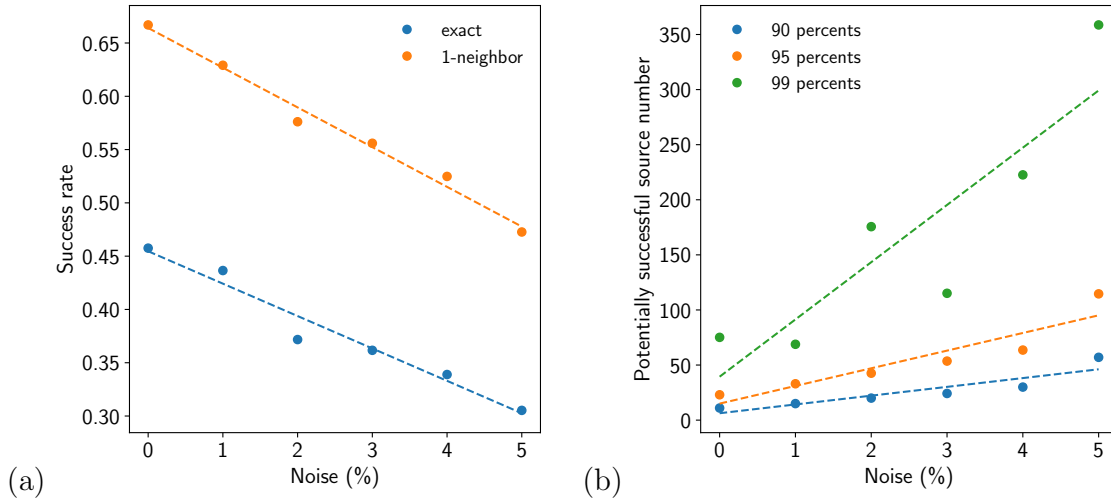 exact
1-neighbor
0.65
0.60
0.55
0.50
0.45
0.40
0.35
0.30
Success rate
0 1 2 3 4 5
Noise (%)
(a)
90 percents
95 percents
99 percents
350
300
250
200
150
100
50
0
Potentially successful source number
0 1 2 3 4 5
Noise (%)
(b)